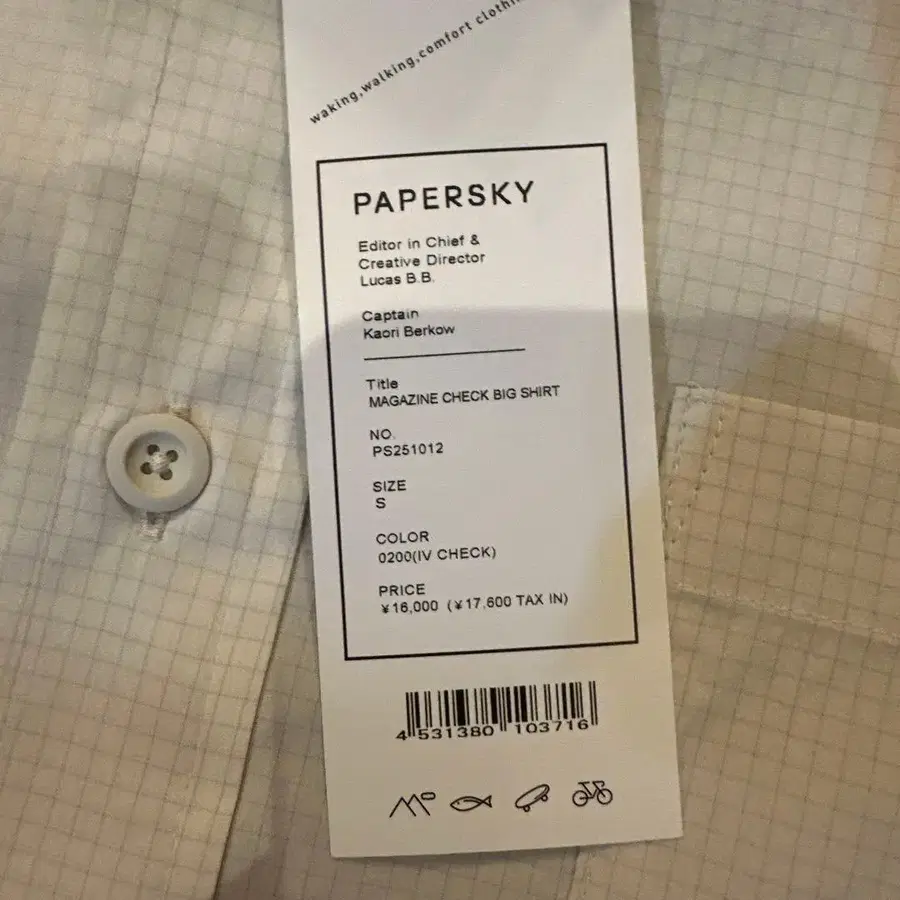 waking,walking,comfort
PAPERSKY
Editor in Chief &
Creative Director
Lucas B.B.
Captain
Kaori Berkow
Title
MAGAZINE CHECK BIG SHIRT
NO.
PS251012
SIZE
S
COLOR
0200(IV CHECK)
PRICE
¥16,000 (¥17,600 TAX IN)
4 531380 103716